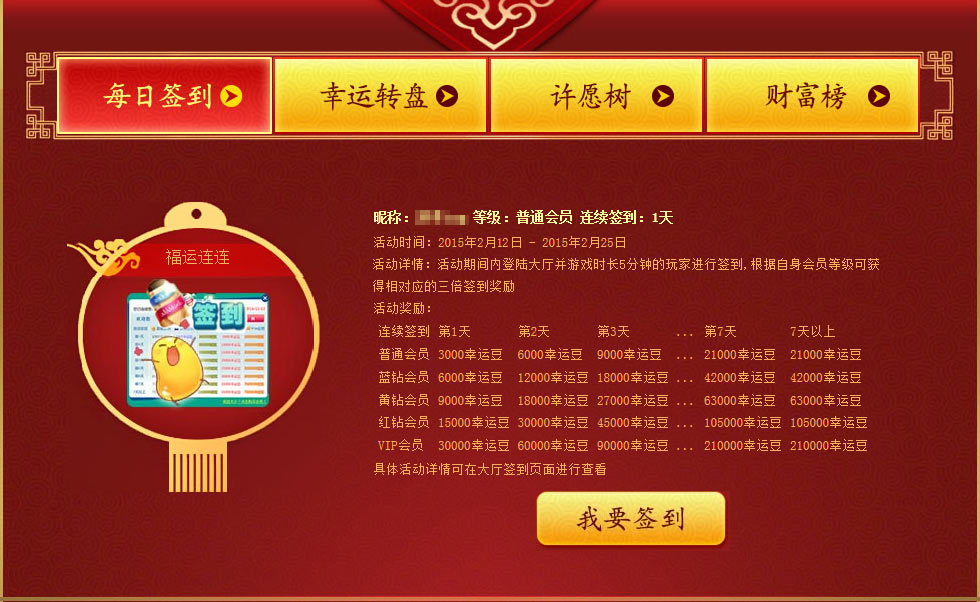 每日签到
幸运转盘
许愿树
财富榜
福运连连
签到
昵称： 等级：普通会员 连续签到：1天
活动时间：2015年2月12日 - 2015年2月25日
活动详情：活动期间内登陆大厅并游戏时长5分钟的玩家进行签到,根据自身会员等级可获
得相对应的三倍签到奖励
活动奖励：
连续签到 第1天 第2天 第3天 ... 第7天 7天以上
普通会员 3000幸运豆 6000幸运豆 9000幸运豆 ... 21000幸运豆 21000幸运豆
蓝钻会员 6000幸运豆 12000幸运豆 18000幸运豆 ... 42000幸运豆 42000幸运豆
黄钻会员 9000幸运豆 18000幸运豆 27000幸运豆 ... 63000幸运豆 63000幸运豆
红钻会员 15000幸运豆 30000幸运豆 45000幸运豆 ... 105000幸运豆 105000幸运豆
VIP会员 30000幸运豆 60000幸运豆 90000幸运豆 ... 210000幸运豆 210000幸运豆
具体活动详情可在大厅签到页面进行查看
我要签到